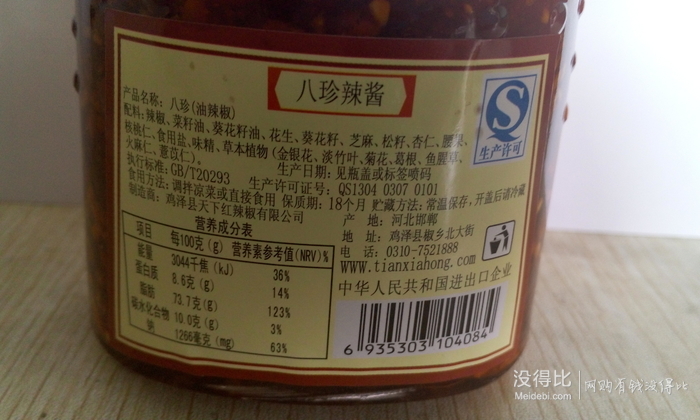 八珍辣酱
产品名称：八珍(油辣椒)
配料：辣椒、菜籽油、葵花籽油、花生、葵花籽、芝麻、松籽、杏仁、腰果、
核桃仁、食用盐、味精、草本植物（金银花、淡竹叶、菊花、葛根、鱼腥草、
火麻仁、薏苡仁）。
生产日期：见瓶盖或标签喷码
执行标准：GB/T20293 生产许可证号：QS1304 0307 0101
食用方法：调拌凉菜或直接食用 保质期：18个月 贮藏方法：常温保存，开盖后请冷藏
制造商：鸡泽县天下红辣椒有限公司
产 地：河北邯郸
地 址：鸡泽县椒乡北大街
电 话：0310-7521888
www.tianxiahong.com
中华人民共和国进出口企业
生产许可
营养成分表
项目 每100克(g) 营养素参考值(NRV)%
能量 3044千焦(kJ) 36%
蛋白质 8.6克(g) 14%
脂肪 73.7克(g) 123%
碳水化合物 10.0克(g) 3%
钠 1266毫克(mg) 63%
6 935303 104084
没得比
Meidebi.com
网购有钱没得比